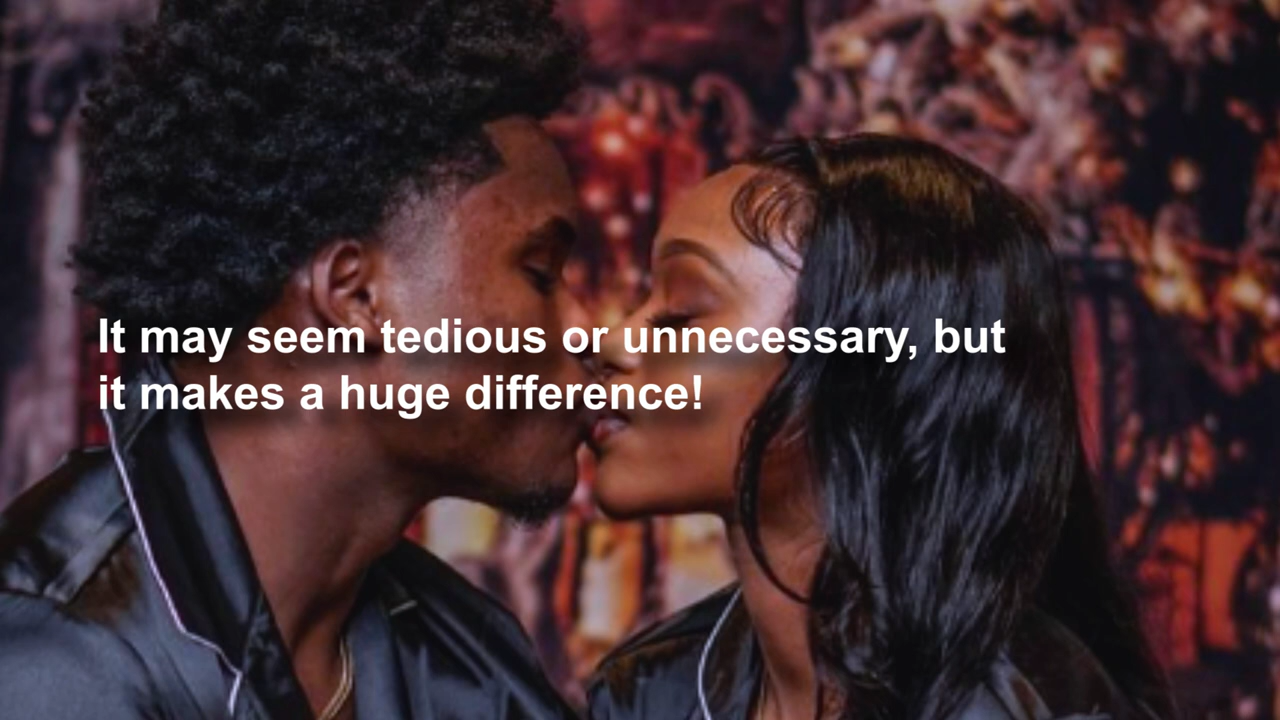 It may seem tedious or unnecessary, but
it makes a huge difference!